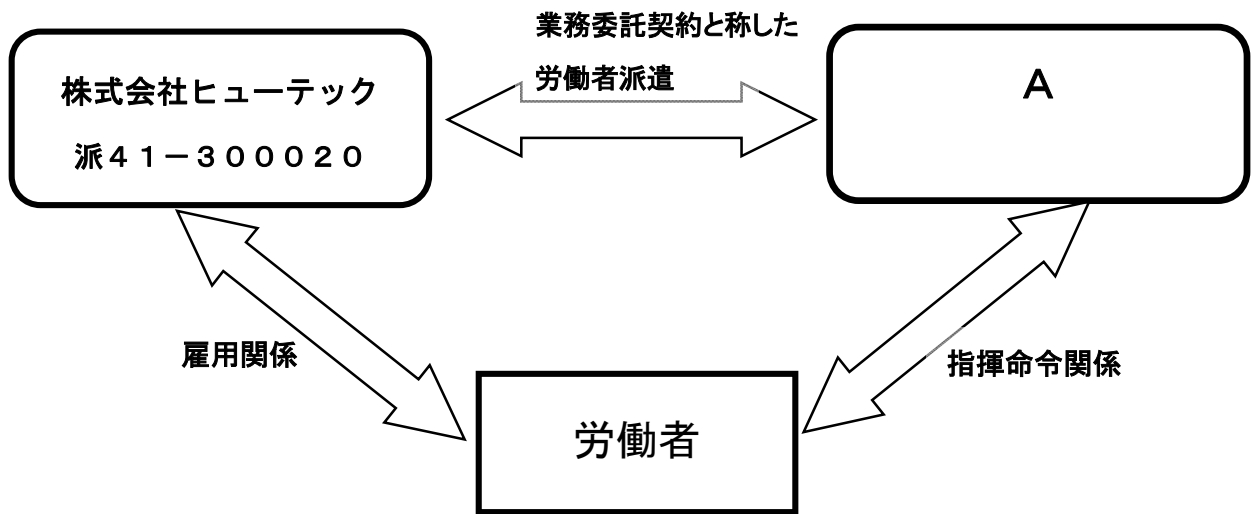 業務委託契約と称した
労働者派遣
株式会社ヒューテック
派41-300020
A
雇用関係
指揮命令関係
労働者